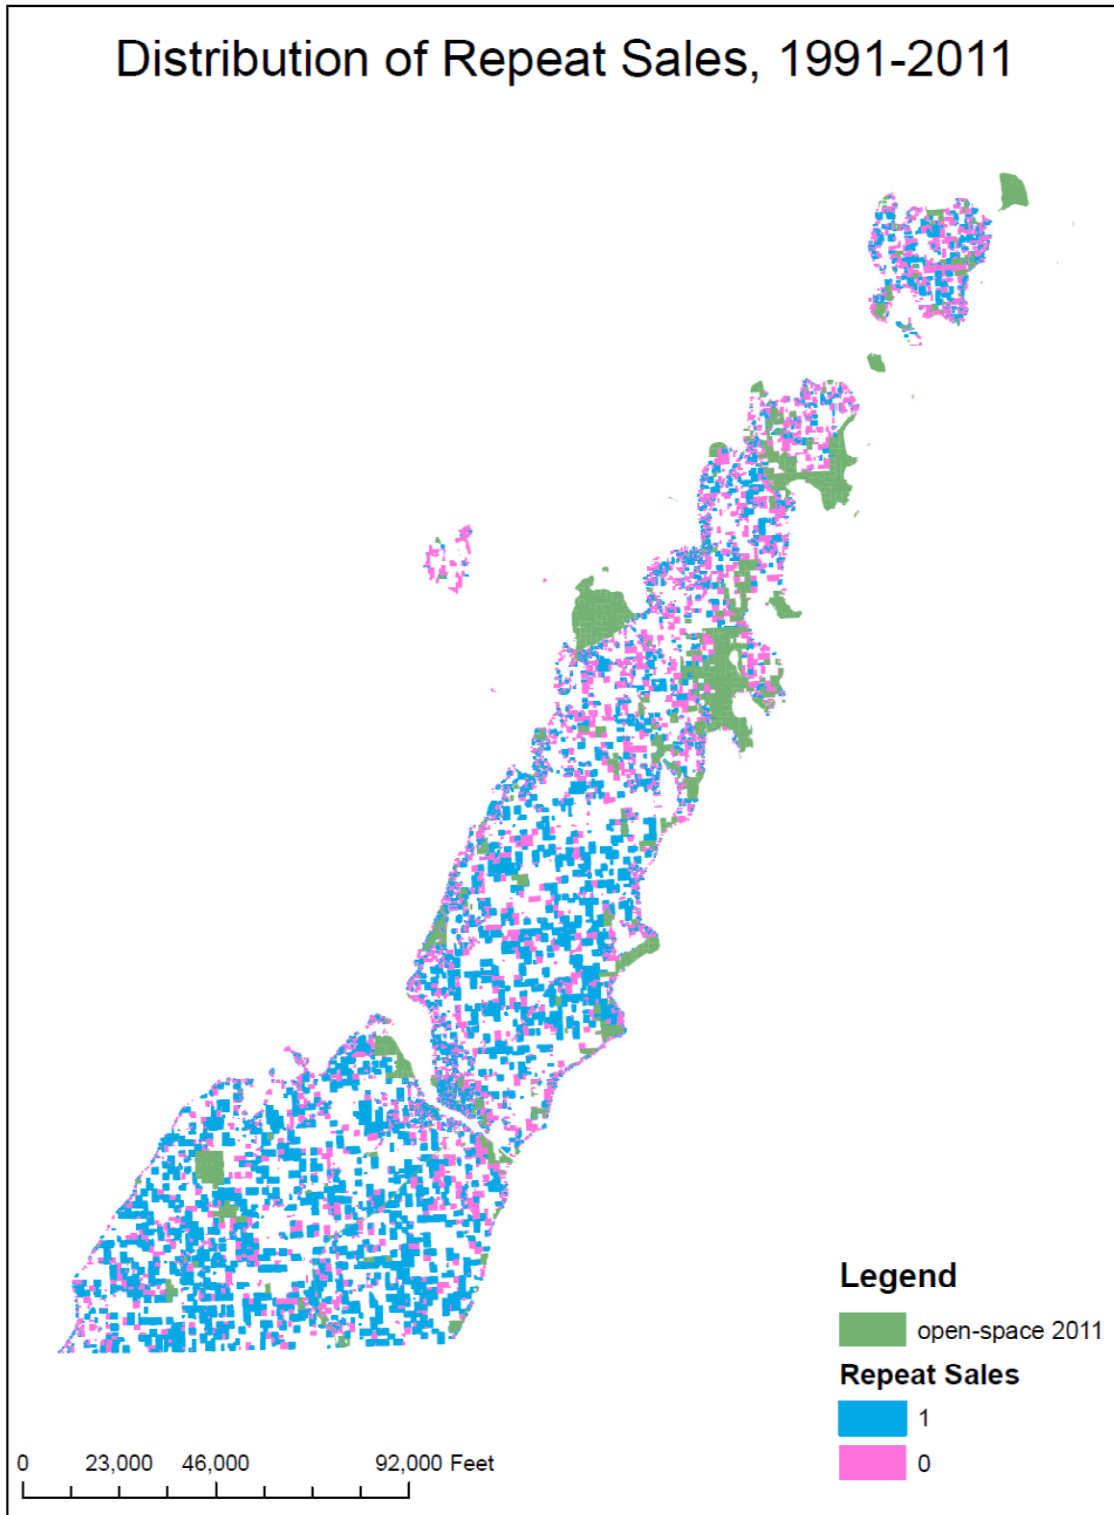 Distribution of Repeat Sales, 1991-2011
Legend
open-space 2011
Repeat Sales
1
0
0 23,000 46,000 92,000 Feet